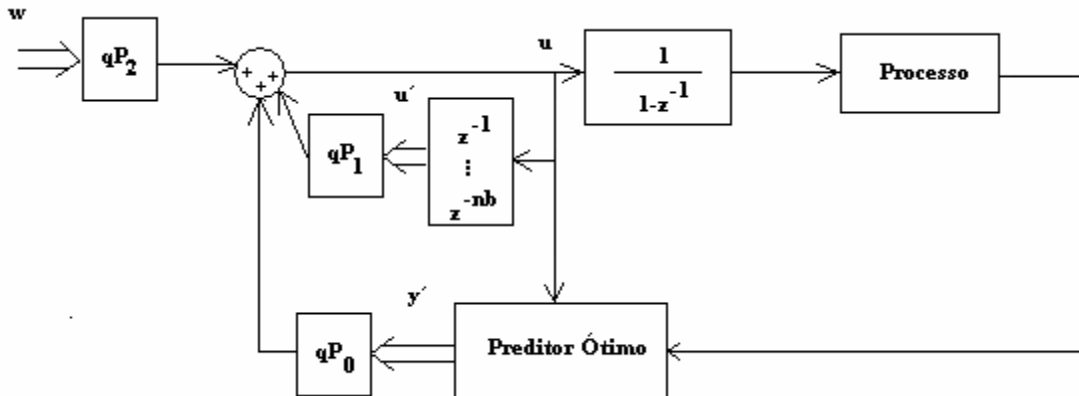 w
qP2
+ + +
u
1
1-z^-1
Processo
u´
qP1
z^-1
⋮
z^-nb
y´
qP0
Preditor Ótimo